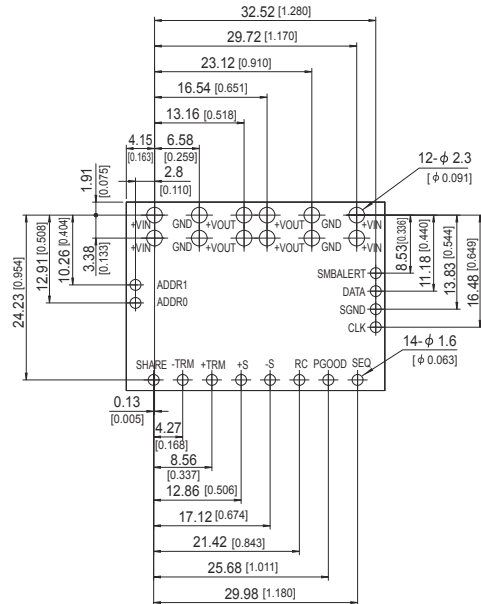 32.52 [1.280]
29.72 [1.170]
23.12 [0.910]
16.54 [0.651]
13.16 [0.518]
4.15 [0.163]
6.58 [0.259]
2.8 [0.110]
12-φ 2.3
[φ 0.091]
1.91 [0.075]
+VIN GND +VOUT +VOUT GND +VIN
+VIN GND +VOUT +VOUT GND +VIN
3.38 [0.133]
10.26 [0.404]
12.91 [0.508]
24.23 [0.954]
8.53 [0.336]
11.18 [0.440]
13.83 [0.544]
16.48 [0.649]
SMBALERT
ADDR1
DATA
ADDR0
SGND
CLK
14-φ 1.6
[φ 0.063]
SHARE -TRM +TRM +S -S RC PGOOD SEQ
0.13
[0.005]
4.27
[0.168]
8.56
[0.337]
12.86 [0.506]
17.12 [0.674]
21.42 [0.843]
25.68 [1.011]
29.98 [1.180]